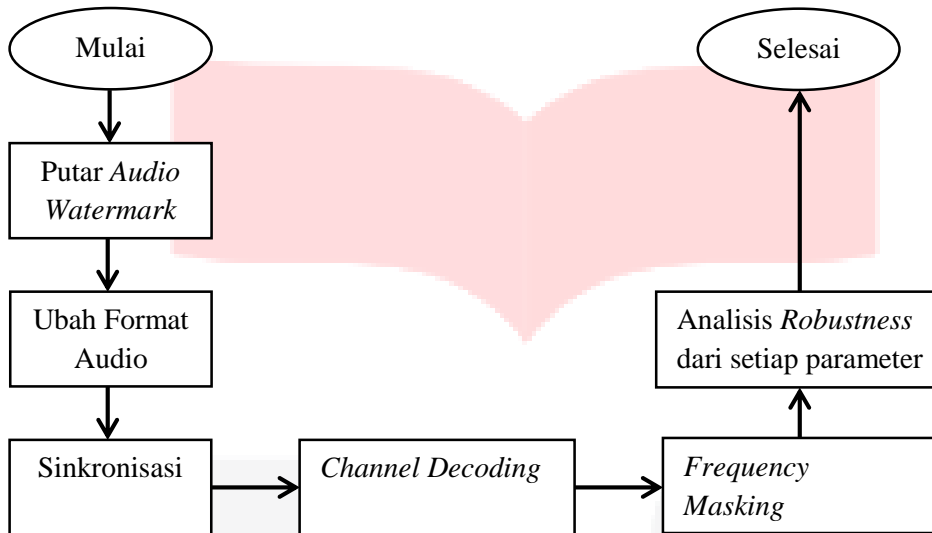 Mulai
Putar Audio
Watermark
Ubah Format
Audio
Sinkronisasi
Channel Decoding
Frequency
Masking
Analisis Robustness
dari setiap parameter
Selesai